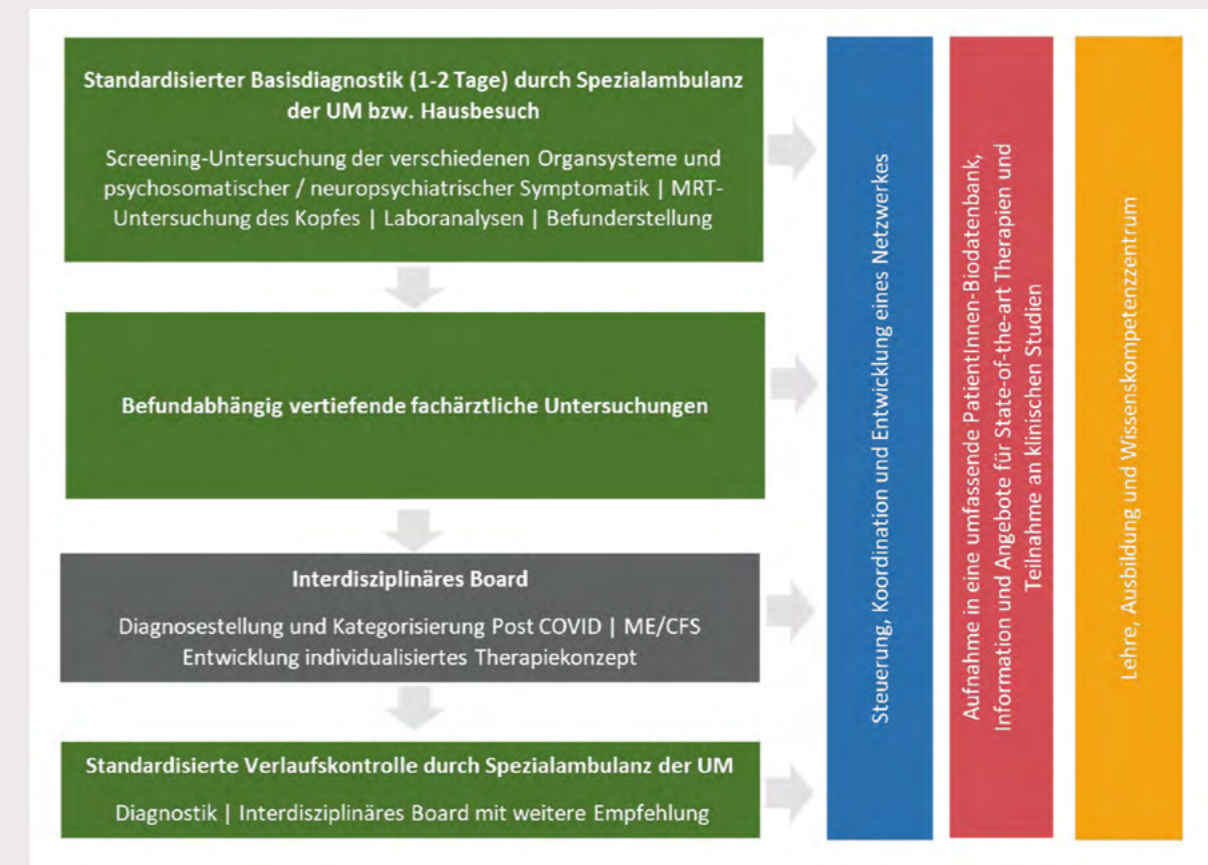 Standardisierter Basisdiagnostik (1-2 Tage) durch Spezialambulanz
der UM bzw. Hausbesuch
Screening-Untersuchung der verschiedenen Organsysteme und
psychosomatischer / neuropsychiatrischer Symptomatik | MRT-
Untersuchung des Kopfes | Laboranalysen | Befunderstellung
Befundabhängig vertiefende fachärztliche Untersuchungen
Interdisziplinäres Board
Diagnosestellung und Kategorisierung Post COVID | ME/CFS
Entwicklung individualisiertes Therapiekonzept
Standardisierte Verlaufskontrolle durch Spezialambulanz der UM
Diagnostik | Interdisziplinäres Board mit weitere Empfehlung
Steuerung, Koordination und Entwicklung eines Netzwerkes
Aufnahme in eine umfassende PatientInnen-Biodatenbank,
Information und Angebote für State-of-the-art Therapien und
Teilnahme an klinischen Studien
Lehre, Ausbildung und Wissenskompetenzzentrum